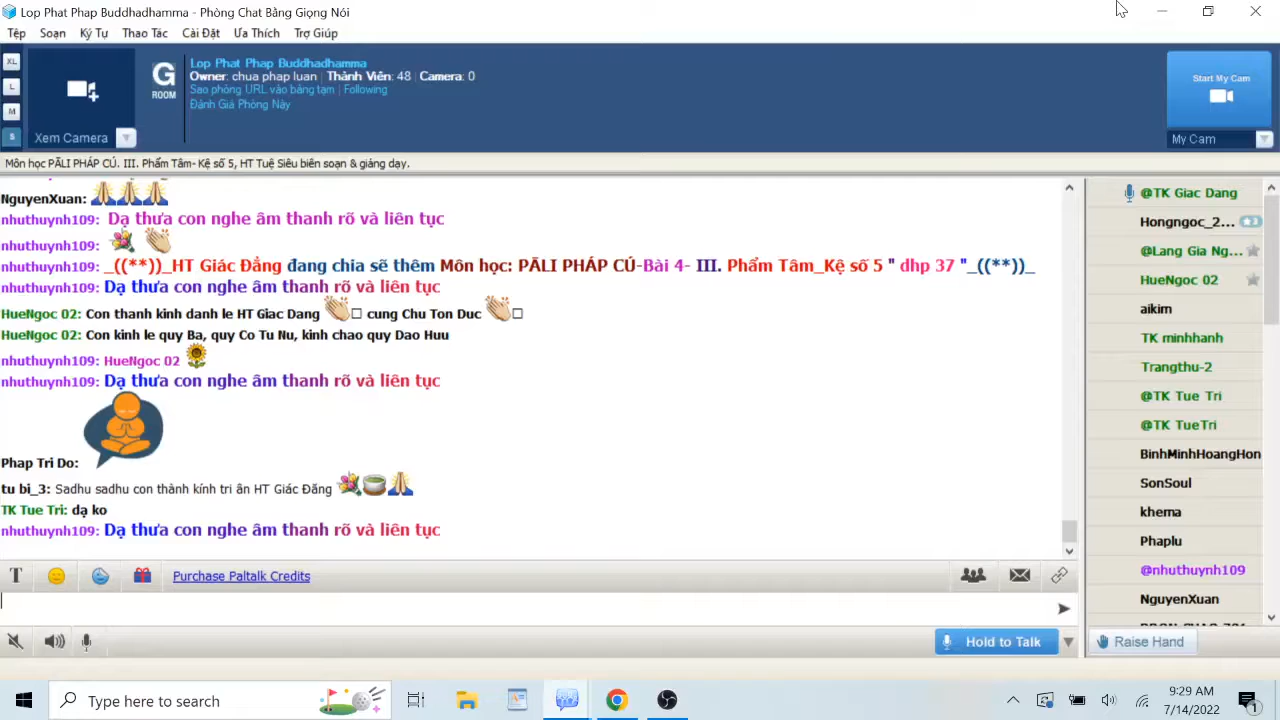 Lop Phat Phap Buddhadhamma - Phòng Chat Bằng Giọng Nói
Tệp Soạn Ký Tự Thao Tác Cài Đặt Ưa Thích Trợ Giúp
XL
L
M
S
Xem Camera
G
ROOM
Lop Phat Phap Buddhadhamma
Owner: chua phap luan | Thành Viên: 48 | Camera: 0
Sao phòng URL vào bảng tạm | Following
Đánh Giá Phòng Này
Start My Cam
My Cam
Môn học PĀLI PHÁP CÚ. III. Phẩm Tâm- Kệ số 5, HT Tuệ Siêu biên soạn & giảng dạy.
NguyenXuan:
nhuthuynh109: Dạ thưa con nghe âm thanh rõ và liên tục
nhuthuynh109:
nhuthuynh109: _((**))_HT Giác Đẳng đang chia sẽ thêm Môn học: PĀLI PHÁP CÚ-Bài 4- III. Phẩm Tâm_Kệ số 5 " dhp 37 "_((**))_
nhuthuynh109: Dạ thưa con nghe âm thanh rõ và liên tục
HueNgoc 02: Con thanh kinh danh le HT Giac Dang cung Chu Ton Duc
HueNgoc 02: Con kinh le quy Ba, quy Co Tu Nu, kinh chao quy Dao Huu
nhuthuynh109: HueNgoc 02
nhuthuynh109: Dạ thưa con nghe âm thanh rõ và liên tục
Phap Tri Do:
tu bi_3: Sadhu sadhu con thành kính tri ân HT Giác Đăng
TK Tue Tri: dạ ko
nhuthuynh109: Dạ thưa con nghe âm thanh rõ và liên tục
@TK Giac Dang
Hongngoc_2...
@Lang Gia Ng...
HueNgoc 02
aikim
TK minhhanh
Trangthu-2
@TK Tue Tri
@TK TueTri
BinhMinhHoangHon
SonSoul
khema
Phaplu
@nhuthuynh109
NguyenXuan
T
Purchase Paltalk Credits
Hold to Talk
Raise Hand
Type here to search
9:29 AM
7/14/2022
1